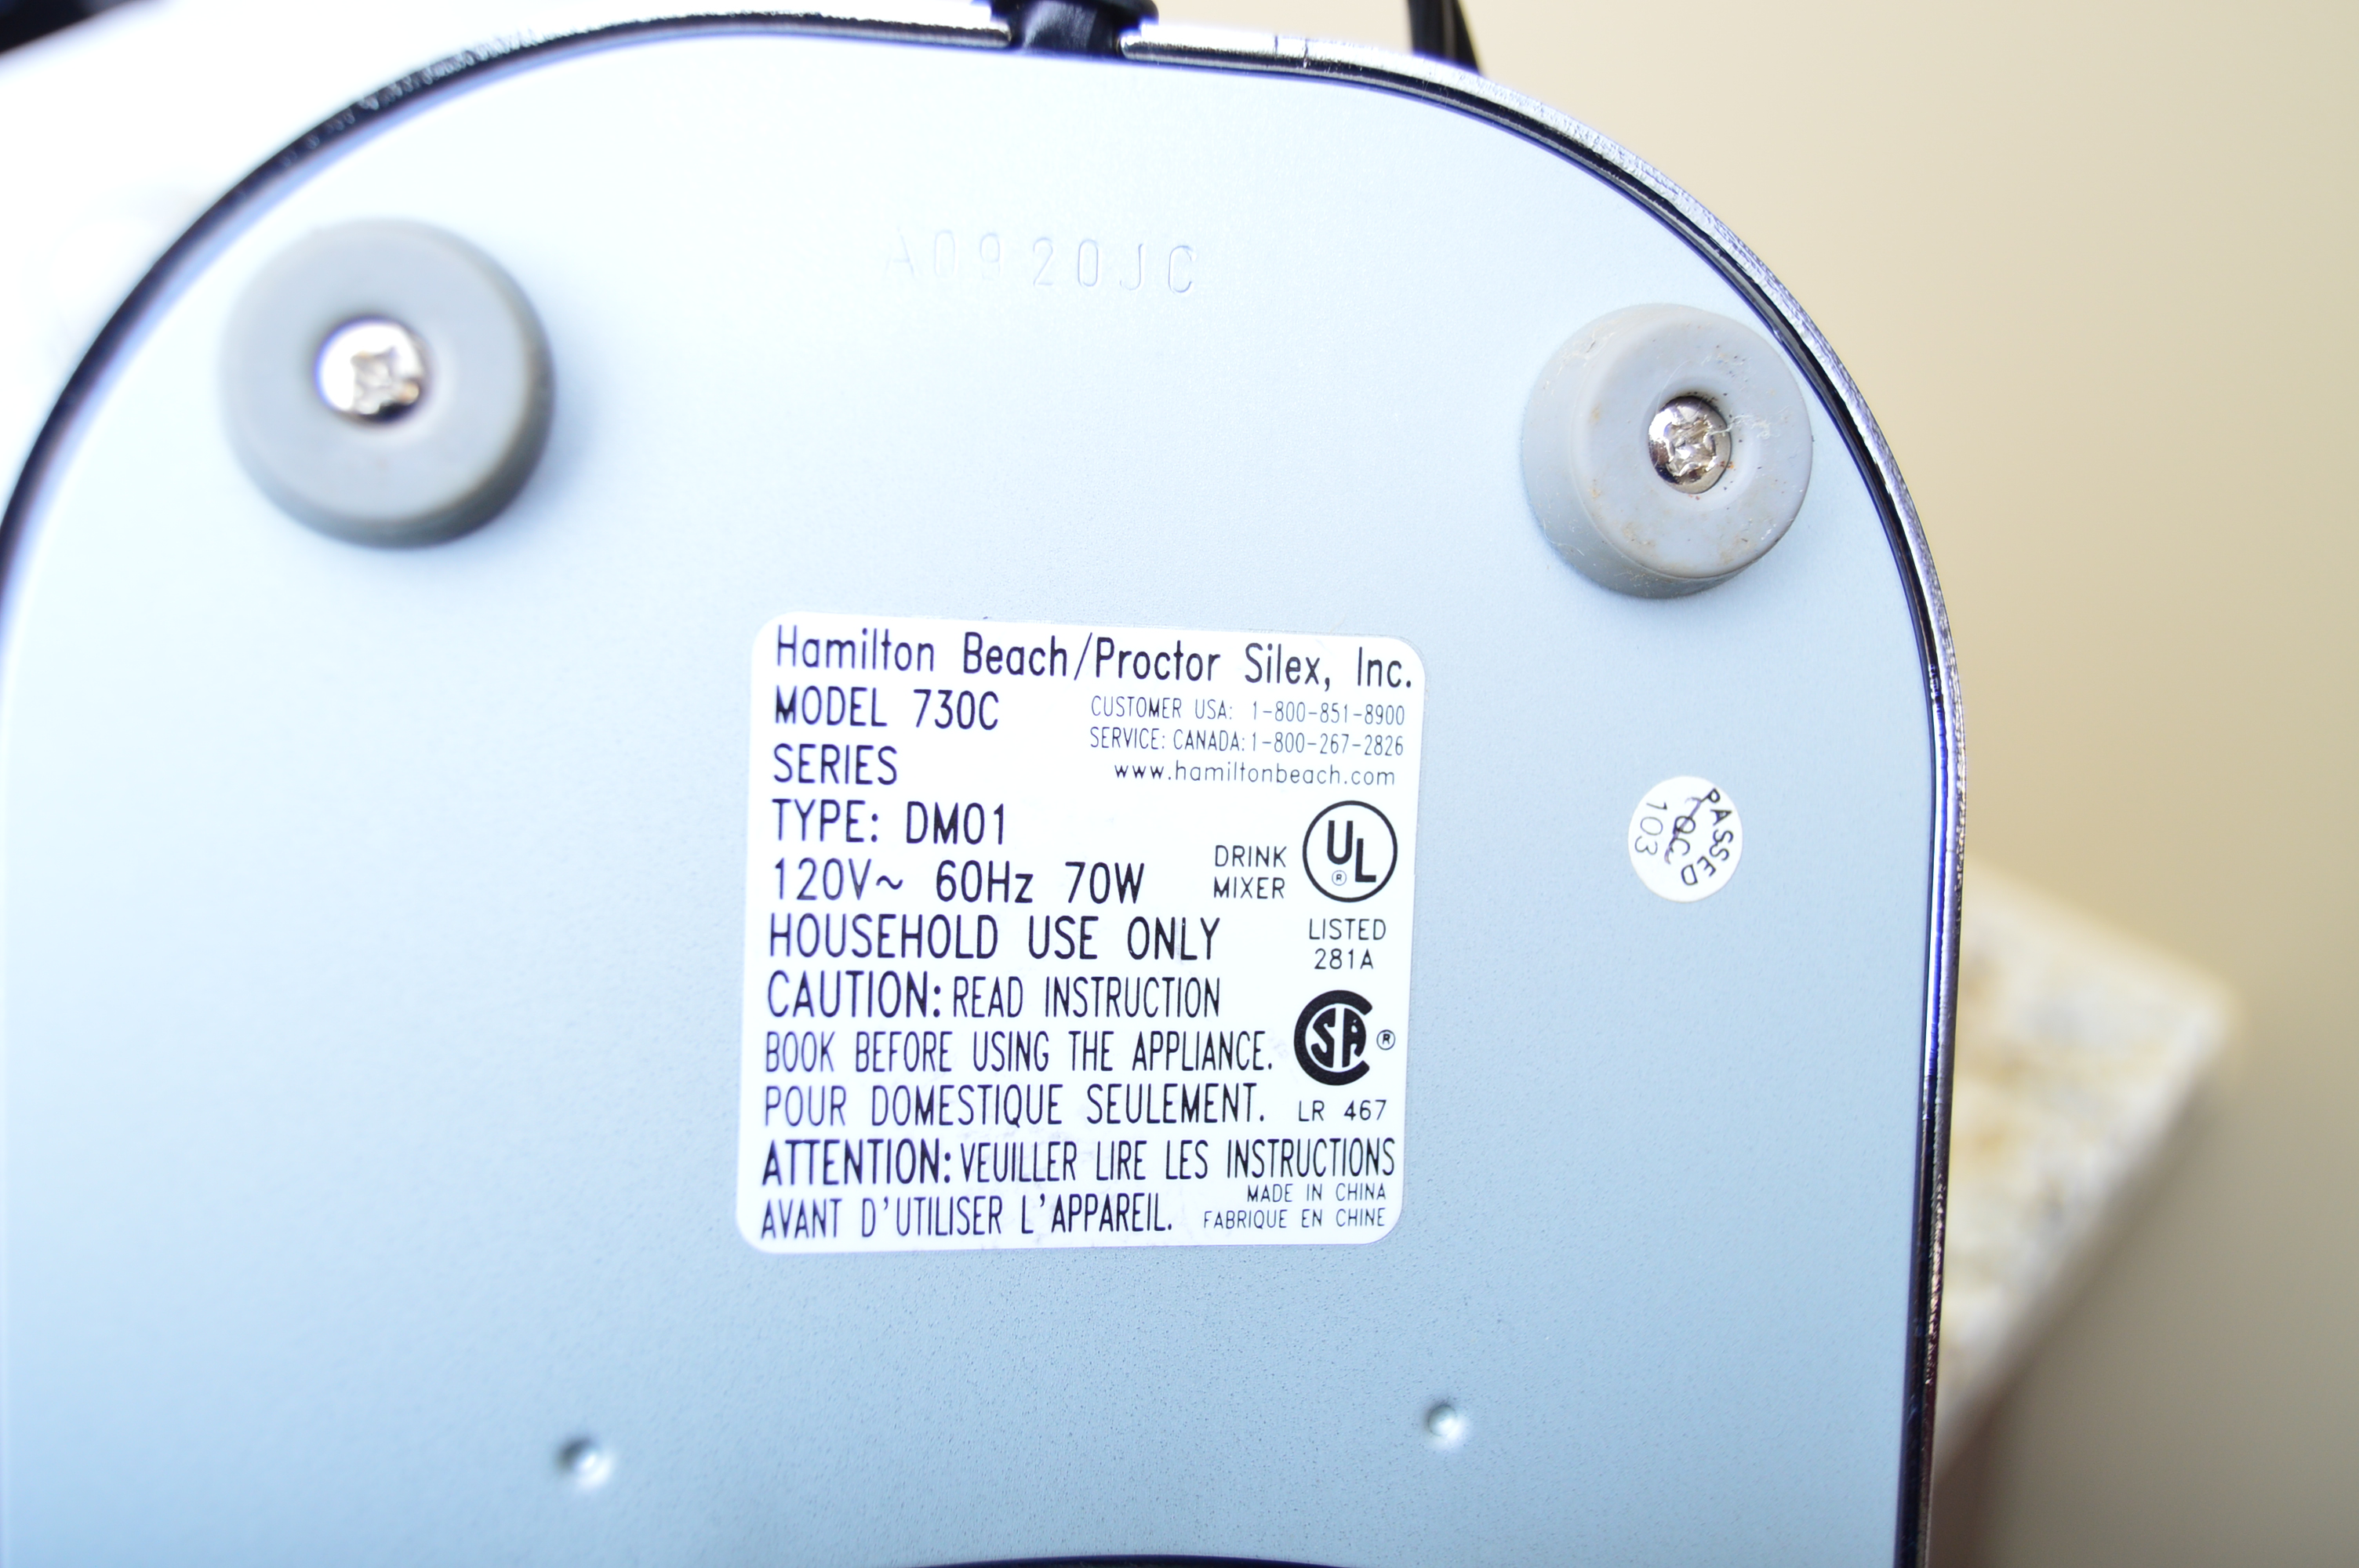 A0920JC
Hamilton Beach/Proctor Silex, Inc.
MODEL 730C
CUSTOMER USA: 1-800-851-8900
SERVICE: CANADA: 1-800-267-2826
www.hamiltonbeach.com
SERIES
TYPE: DM01
120V~ 60Hz 70W
DRINK
MIXER
UL
®
LISTED
281A
HOUSEHOLD USE ONLY
CAUTION: READ INSTRUCTION
BOOK BEFORE USING THE APPLIANCE.
SA ®
LR 467
POUR DOMESTIQUE SEULEMENT.
ATTENTION: VEUILLER LIRE LES INSTRUCTIONS
AVANT D'UTILISER L'APPAREIL.
MADE IN CHINA
FABRIQUE EN CHINE
PASSED
103